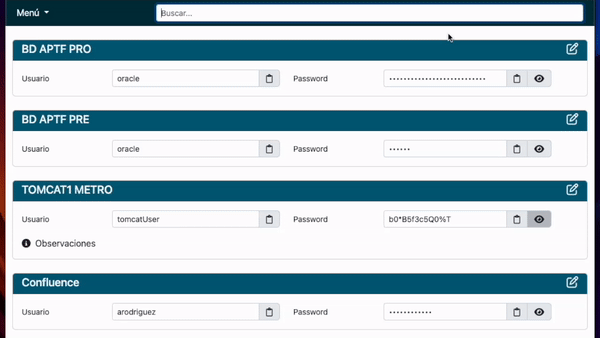 Menú
Buscar...
BD APTF PRO
Usuario oracle Password ••••••••••••••••••••••••••
BD APTF PRE
Usuario oracle Password ••••••
TOMCAT1 METRO
Usuario tomcatUser Password b0*B5f3c5Q0%T
Observaciones
Confluence
Usuario arodriguez Password ••••••••••••